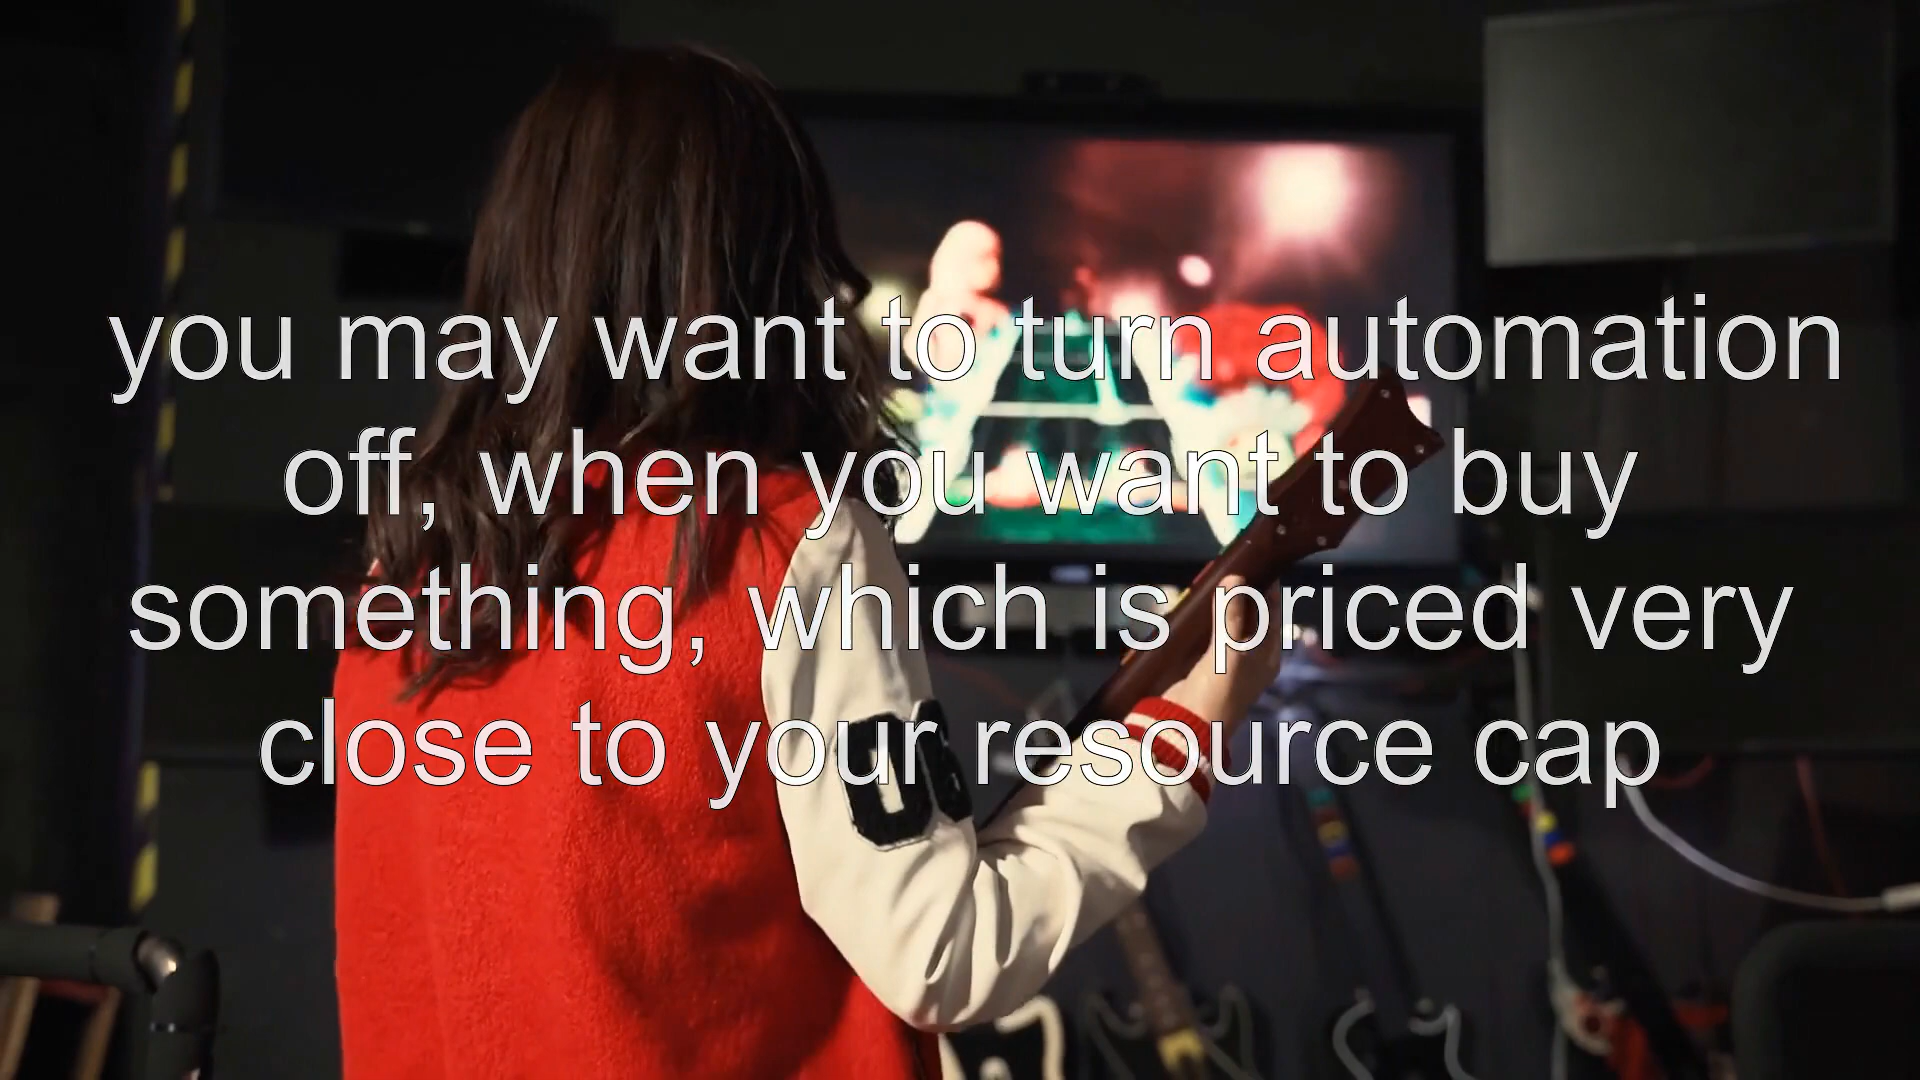 you may want to turn automation
off, when you want to buy
something, which is priced very
close to your resource cap